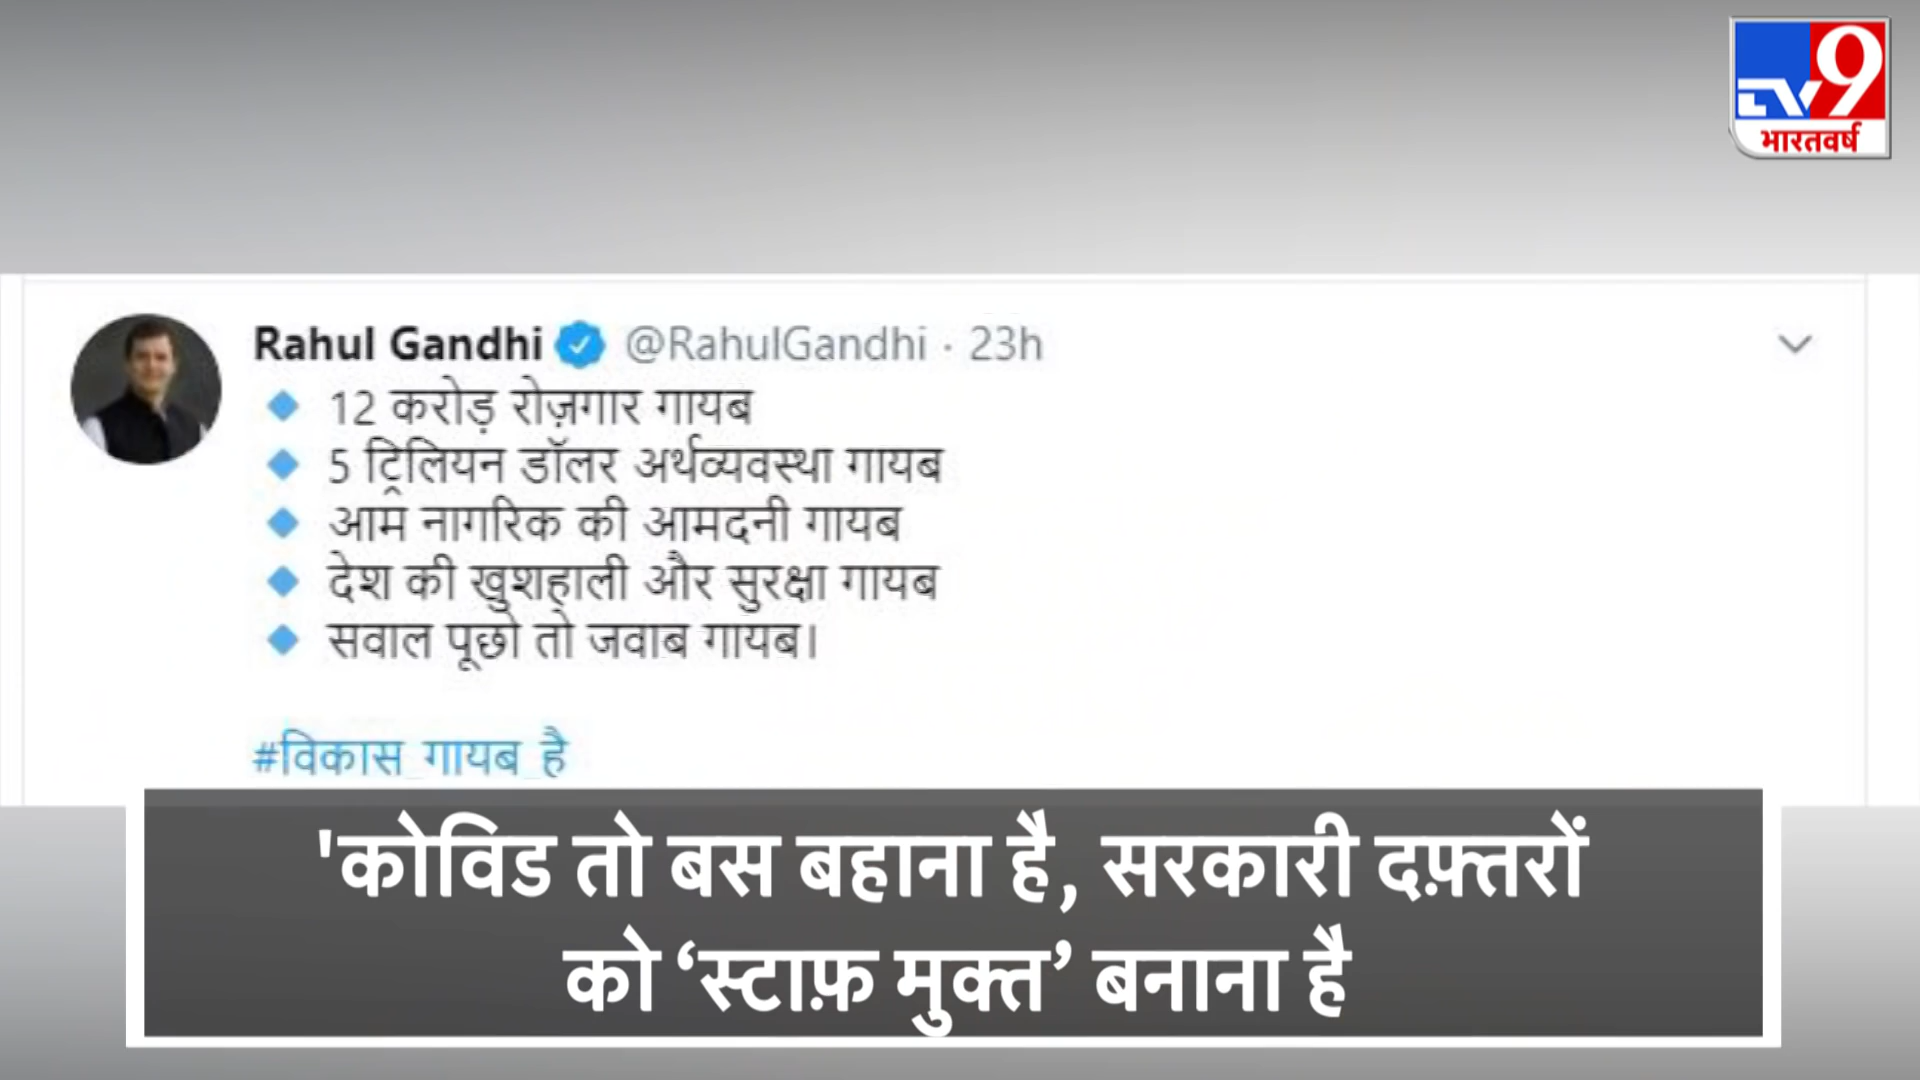 TV9
भारतवर्ष
Rahul Gandhi @RahulGandhi · 23h
12 करोड़ रोज़गार गायब
5 ट्रिलियन डॉलर अर्थव्यवस्था गायब
आम नागरिक की आमदनी गायब
देश की खुशहाली और सुरक्षा गायब
सवाल पूछो तो जवाब गायब।
#विकास_गायब_है
'कोविड तो बस बहाना है, सरकारी दफ़्तरों
को ‘स्टाफ़ मुक्त’ बनाना है